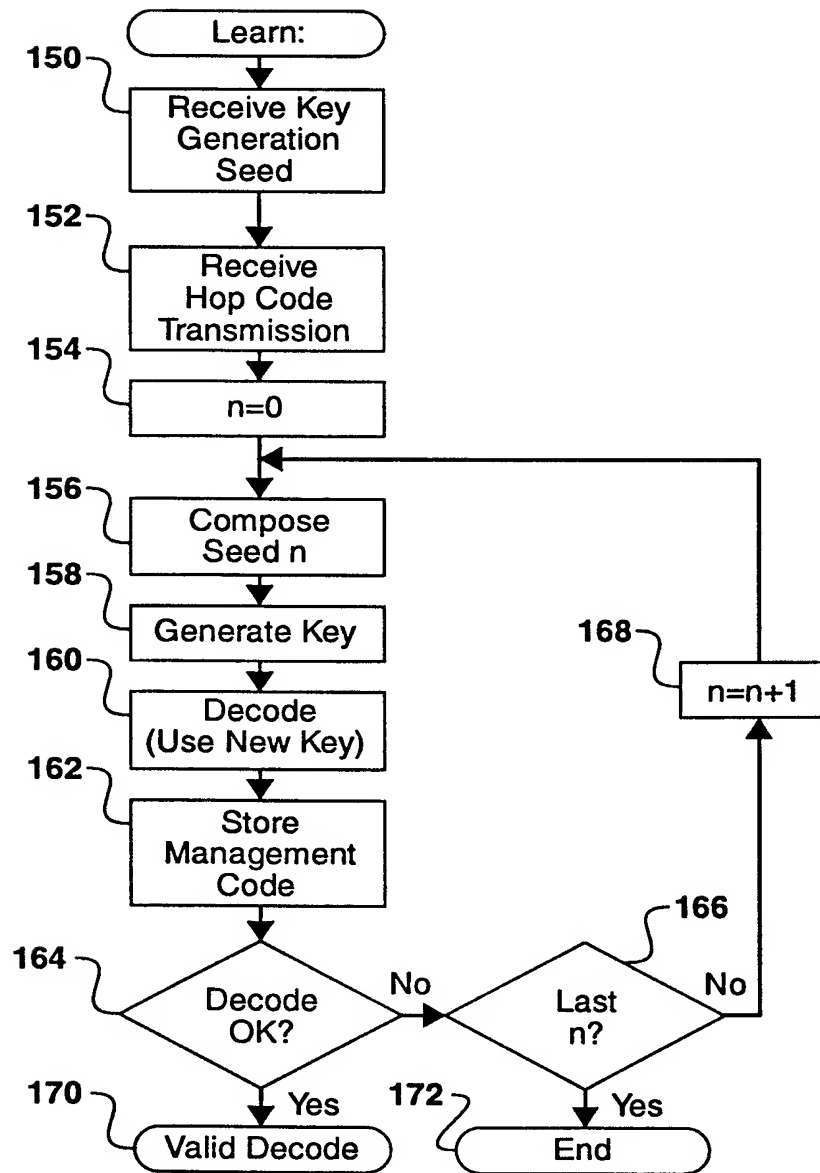 Learn:
150
Receive Key
Generation
Seed
152
Receive
Hop Code
Transmission
154
n=0
156
Compose
Seed n
158
Generate Key
160
Decode
(Use New Key)
168
n=n+1
162
Store
Management
Code
164
Decode
OK?
No
166
Last
n?
No
170
Yes
Valid Decode
172
Yes
End